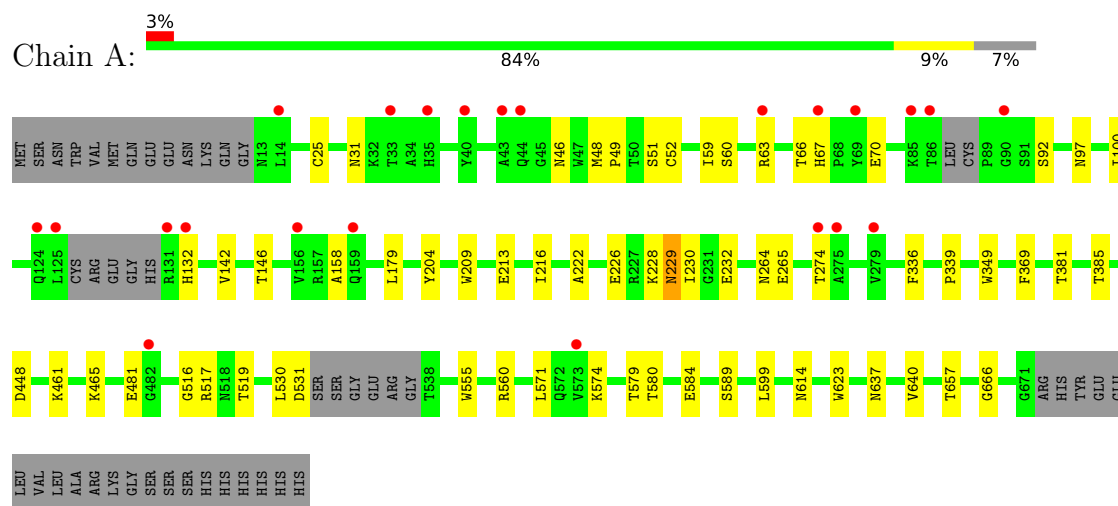 3%
Chain A:
84% 9% 7%
MET SER ASN TRP VAL MET GLN GLU GLU ASN LYS GLN GLY N13 L14 C25 N31 K32 T33 A34 H35 Y40 A43 Q44 G45 N46 W47 M48 P49 T50 S51 C52 I59 S60 R63 T66 H67 P68 Y69 E70 K85 T86 LEU CYS P89 G90 S91 S92 N97
Q124 L125 CYS ARG GLU GLY HIS R131 H132 V142 T146 V156 R157 A158 Q159 L179 Y204 W209 E213 I216 A222 E226 R227 K228 N229 I230 G231 E232 N264 E265 T274 A275 V279 F336 P339 W349 F369 T381 T385
D448 K461 K465 E481 G482 G516 R517 N518 T519 L530 D531 SER SER GLY GLU ARG GLY T538 W555 R560 L571 Q572 V573 K574 T579 T580 E584 S589 L599 N614 W623 N637 V640 T657 G666 G671 ARG HIS TYR GLU
LEU VAL LEU ALA ARG LYS GLY SER SER SER HIS HIS HIS HIS HIS HIS